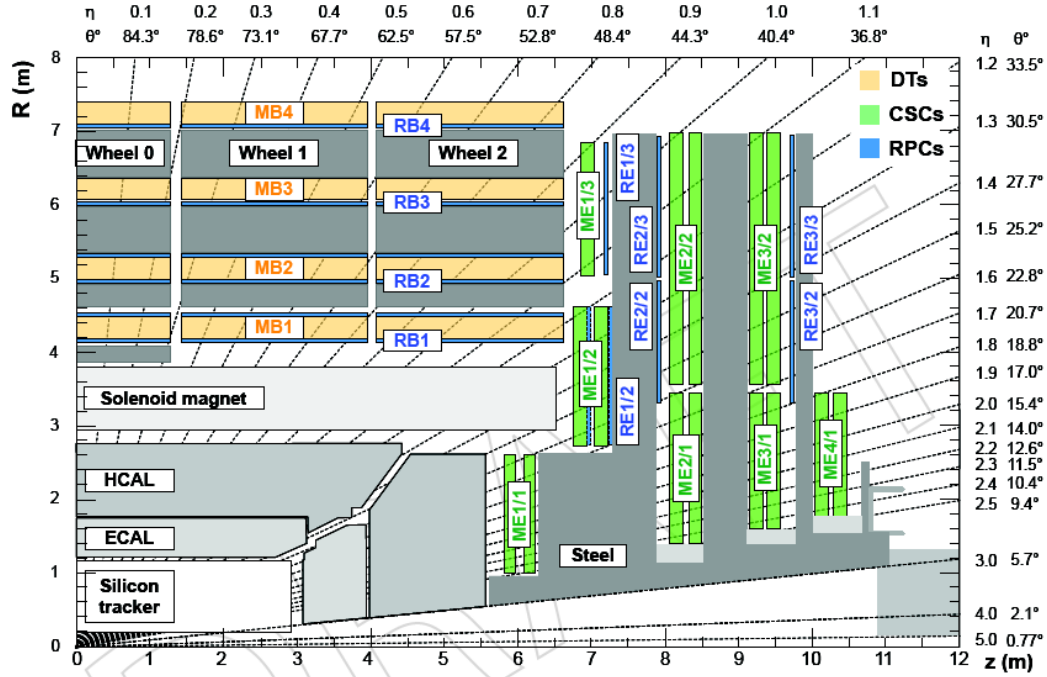 η 0.1 0.2 0.3 0.4 0.5 0.6 0.7 0.8 0.9 1.0 1.1
θ° 84.3° 78.6° 73.1° 67.7° 62.5° 57.5° 52.8° 48.4° 44.3° 40.4° 36.8° η θ°
R (m)
8
7
6
5
4
3
2
1
0
1.2 33.5°
1.3 30.5°
1.4 27.7°
1.5 25.2°
1.6 22.8°
1.7 20.7°
1.8 18.8°
1.9 17.0°
2.0 15.4°
2.1 14.0°
2.2 12.6°
2.3 11.5°
2.4 10.4°
2.5 9.4°
3.0 5.7°
4.0 2.1°
5.0 0.77°
DTs
CSCs
RPCs
MB4
RB4
Wheel 0 Wheel 1 Wheel 2
MB3
RB3
MB2
RB2
MB1
RB1
Solenoid magnet
HCAL
ECAL
Silicon
tracker
Steel
ME1/1
ME1/2
ME1/3
RE1/2
RE1/3
RE2/2
RE2/3
ME2/1
ME2/2
ME3/1
ME3/2
RE3/2
RE3/3
ME4/1
0 1 2 3 4 5 6 7 8 9 10 11 12
z (m)